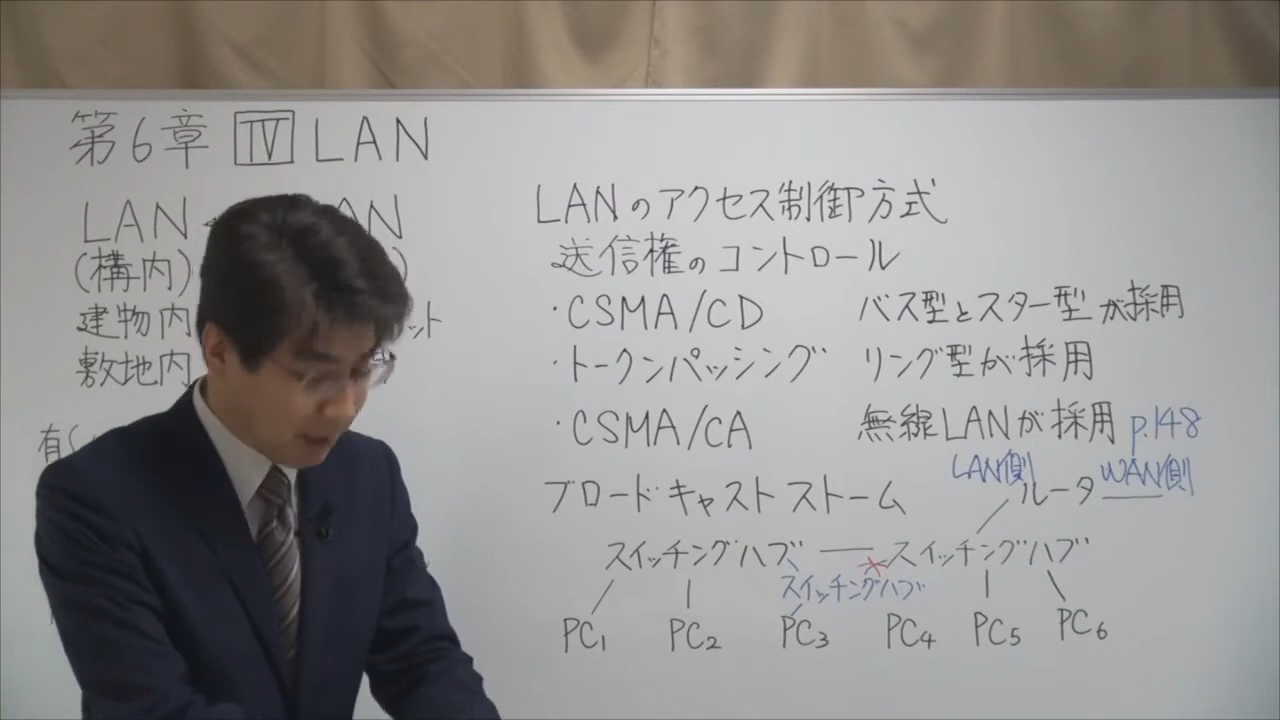 第6章 Ⅳ LAN
LAN
(構内)
建物内
敷地内
LANのアクセス制御方式
送信権のコントロール
・CSMA/CD バス型とスター型が採用
・トークンパッシング リング型が採用
・CSMA/CA 無線LANが採用 p.148
LAN側 WAN側
ブロードキャストストーム ルータ
スイッチングハブ スイッチングハブ
スイッチングハブ
PC1 PC2 PC3 PC4 PC5 PC6